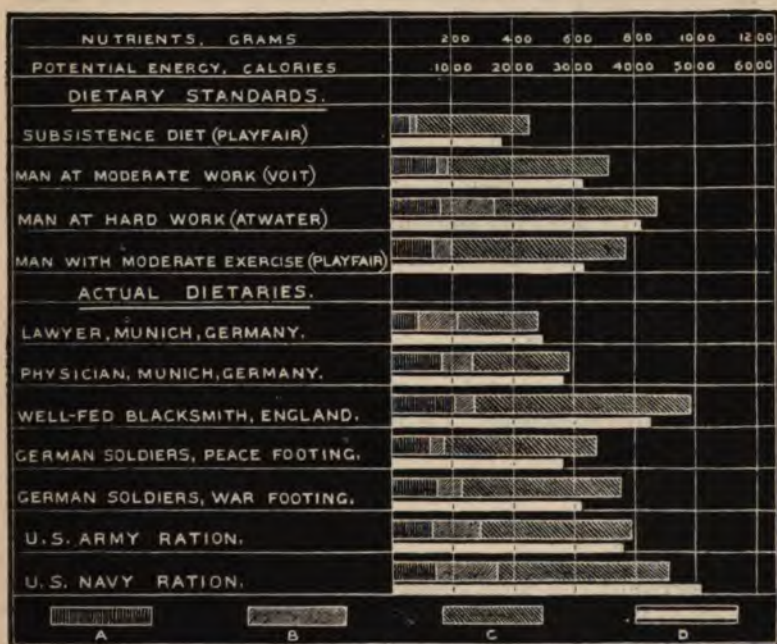 NUTRIENTS, GRAMS 200 400 600 800 1000 1200
POTENTIAL ENERGY, CALORIES 1000 2000 3000 4000 5000 6000
DIETARY STANDARDS.
SUBSISTENCE DIET (PLAYFAIR)
MAN AT MODERATE WORK (VOIT)
MAN AT HARD WORK (ATWATER)
MAN WITH MODERATE EXERCISE (PLAYFAIR)
ACTUAL DIETARIES.
LAWYER, MUNICH, GERMANY.
PHYSICIAN, MUNICH, GERMANY.
WELL-FED BLACKSMITH, ENGLAND.
GERMAN SOLDIERS, PEACE FOOTING.
GERMAN SOLDIERS, WAR FOOTING.
U.S. ARMY RATION.
U.S. NAVY RATION.
A B C D